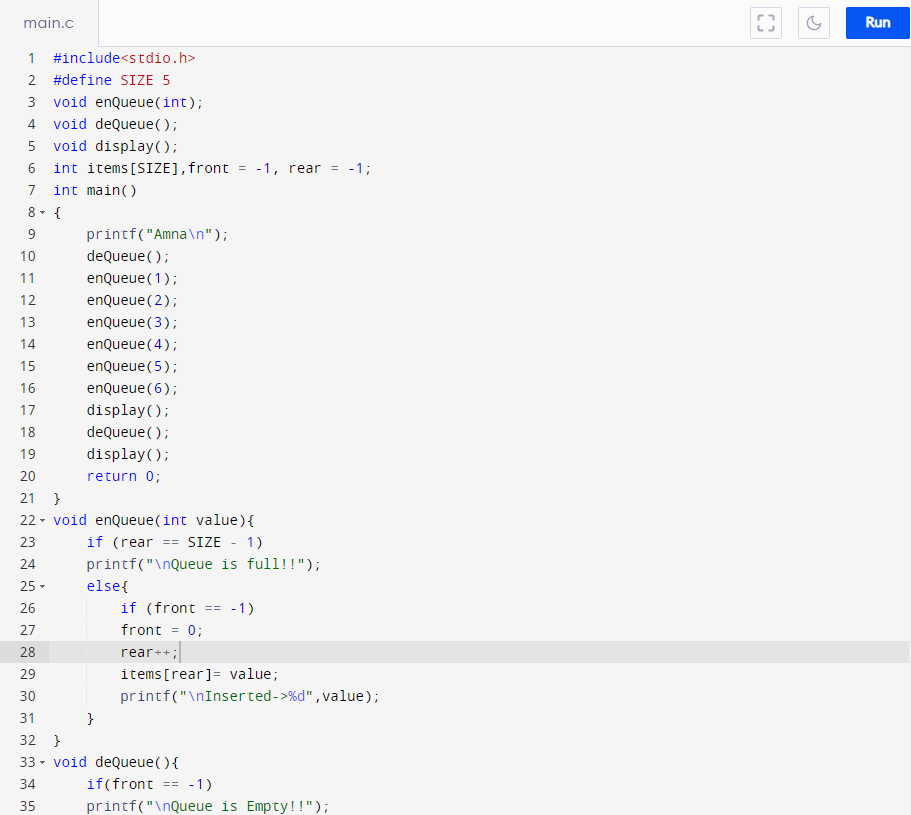 main.c
Run
1 #include<stdio.h>
2 #define SIZE 5
3 void enQueue(int);
4 void deQueue();
5 void display();
6 int items[SIZE],front = -1, rear = -1;
7 int main()
8 {
9     printf("Amna\n");
10     deQueue();
11     enQueue(1);
12     enQueue(2);
13     enQueue(3);
14     enQueue(4);
15     enQueue(5);
16     enQueue(6);
17     display();
18     deQueue();
19     display();
20     return 0;
21 }
22 void enQueue(int value){
23     if (rear == SIZE - 1)
24     printf("\nQueue is full!!");
25     else{
26         if (front == -1)
27         front = 0;
28         rear++;
29         items[rear]= value;
30         printf("\nInserted->%d",value);
31     }
32 }
33 void deQueue(){
34     if(front == -1)
35     printf("\nQueue is Empty!!");